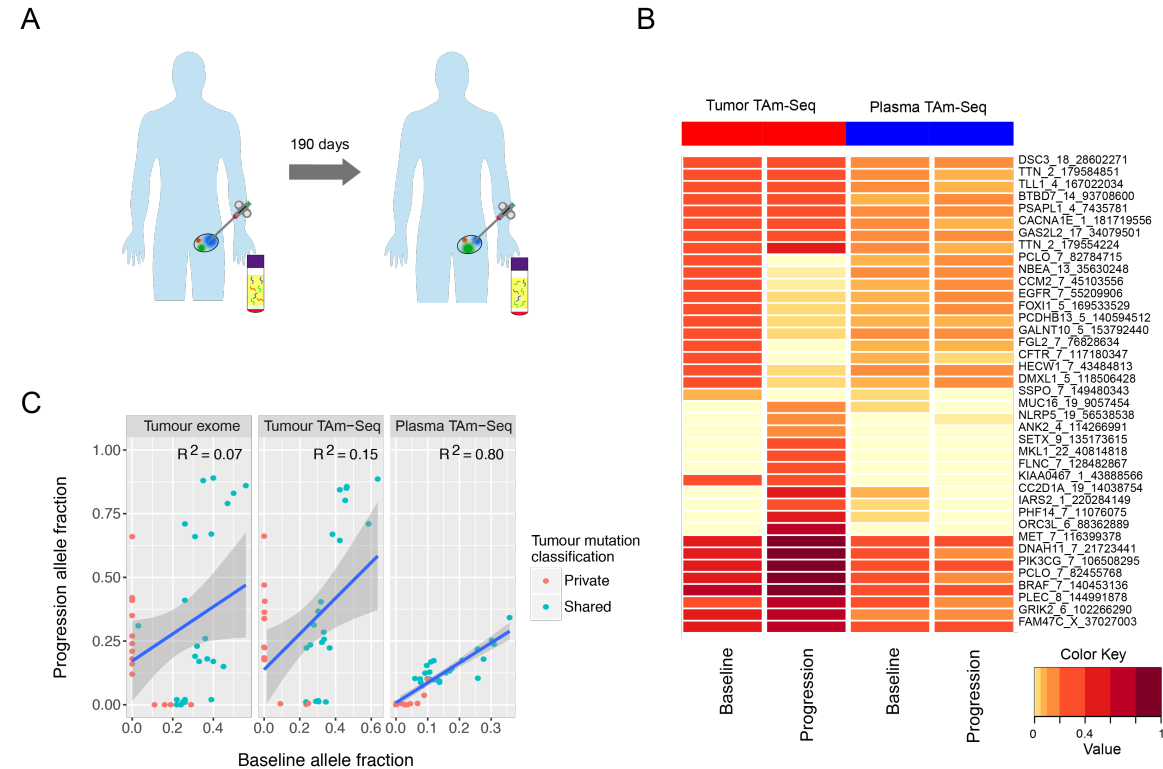 A
190 days
B
Tumor TAm-Seq
Plasma TAm-Seq
DSC3_18_28602271
TTN_2_179584851
TLL1_4_167022034
BTBD7_14_93708600
PSAPL1_4_7435781
CACNA1E_1_181719556
GAS2L2_17_34079501
TTN_2_179554224
PCLO_7_82784715
NBEA_13_35630248
CCM2_7_45103556
EGFR_7_55209906
FOXI1_5_169533529
PCDHB13_5_140594512
GALNT10_5_153792440
FGL2_7_76828634
CFTR_7_117180347
HECW1_7_43484813
DMXL1_5_118506428
SSPO_7_149480343
MUC16_19_9057454
NLRP5_19_56538538
ANK2_4_114266991
SETX_9_135173615
MKL1_22_40814818
FLNC_7_128482867
KIAA0467_1_43888566
CC2D1A_19_14038754
IARS2_1_220284149
PHF14_7_11076075
ORC3L_6_88362889
MET_7_116399378
DNAH11_7_21723441
PIK3CG_7_106508295
PCLO_7_82455768
BRAF_7_140453136
PLEC_8_144991878
GRIK2_6_102266290
FAM47C_X_37027003
Baseline
Progression
Baseline
Progression
Color Key
0
0.4
1
Value
C
Tumour exome
Tumour TAm−Seq
Plasma TAm−Seq
R2 = 0.07
R2 = 0.15
R2 = 0.80
Progression allele fraction
1.00
0.75
0.50
0.25
0.00
0.0 0.2 0.4
0.0 0.2 0.4 0.6
0.0 0.1 0.2 0.3
Baseline allele fraction
Tumour mutation
classification
Private
Shared